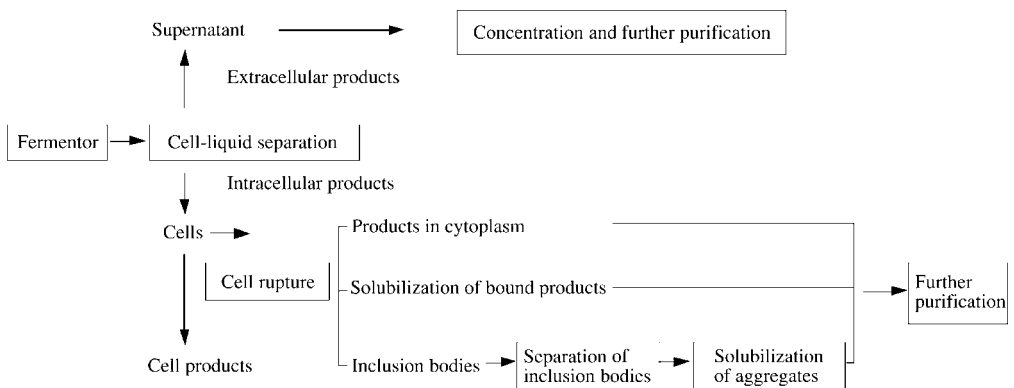 Supernatant
Concentration and further purification
Extracellular products
Fermentor
Cell-liquid separation
Intracellular products
Cells
Products in cytoplasm
Cell rupture
Solubilization of bound products
Further
purification
Cell products
Inclusion bodies
Separation of
inclusion bodies
Solubilization
of aggregates